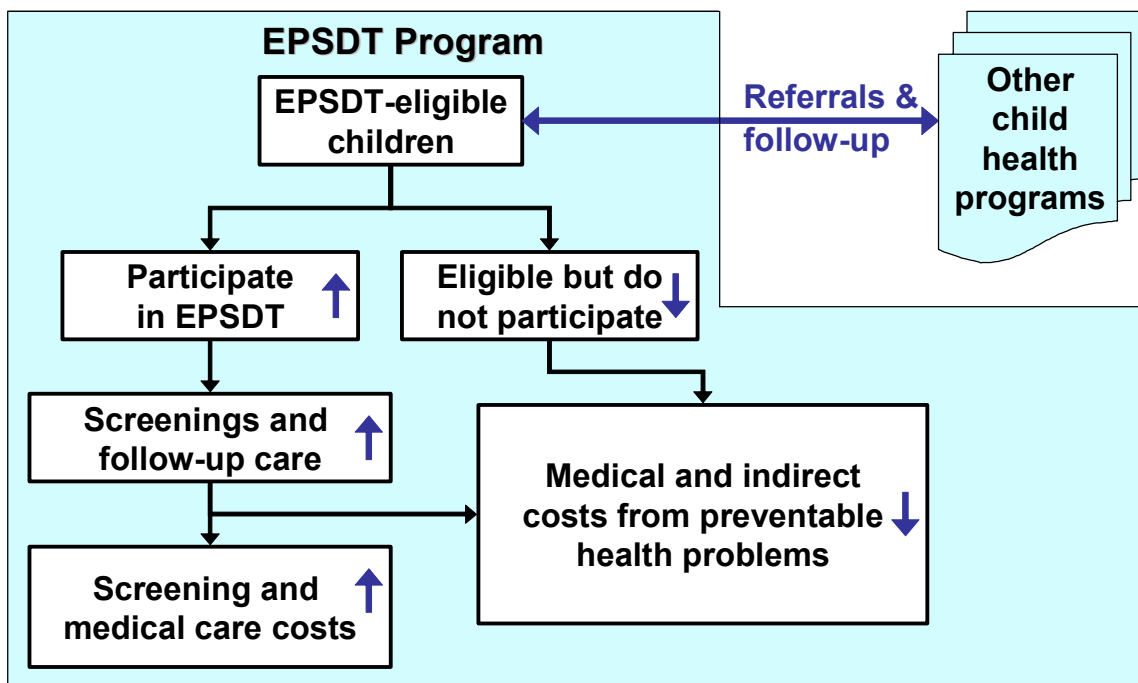 EPSDT Program
EPSDT-eligible
children
Referrals &
follow-up
Other
child
health
programs
Participate
in EPSDT
Eligible but do
not participate
Screenings and
follow-up care
Medical and indirect
costs from preventable
health problems
Screening and
medical care costs